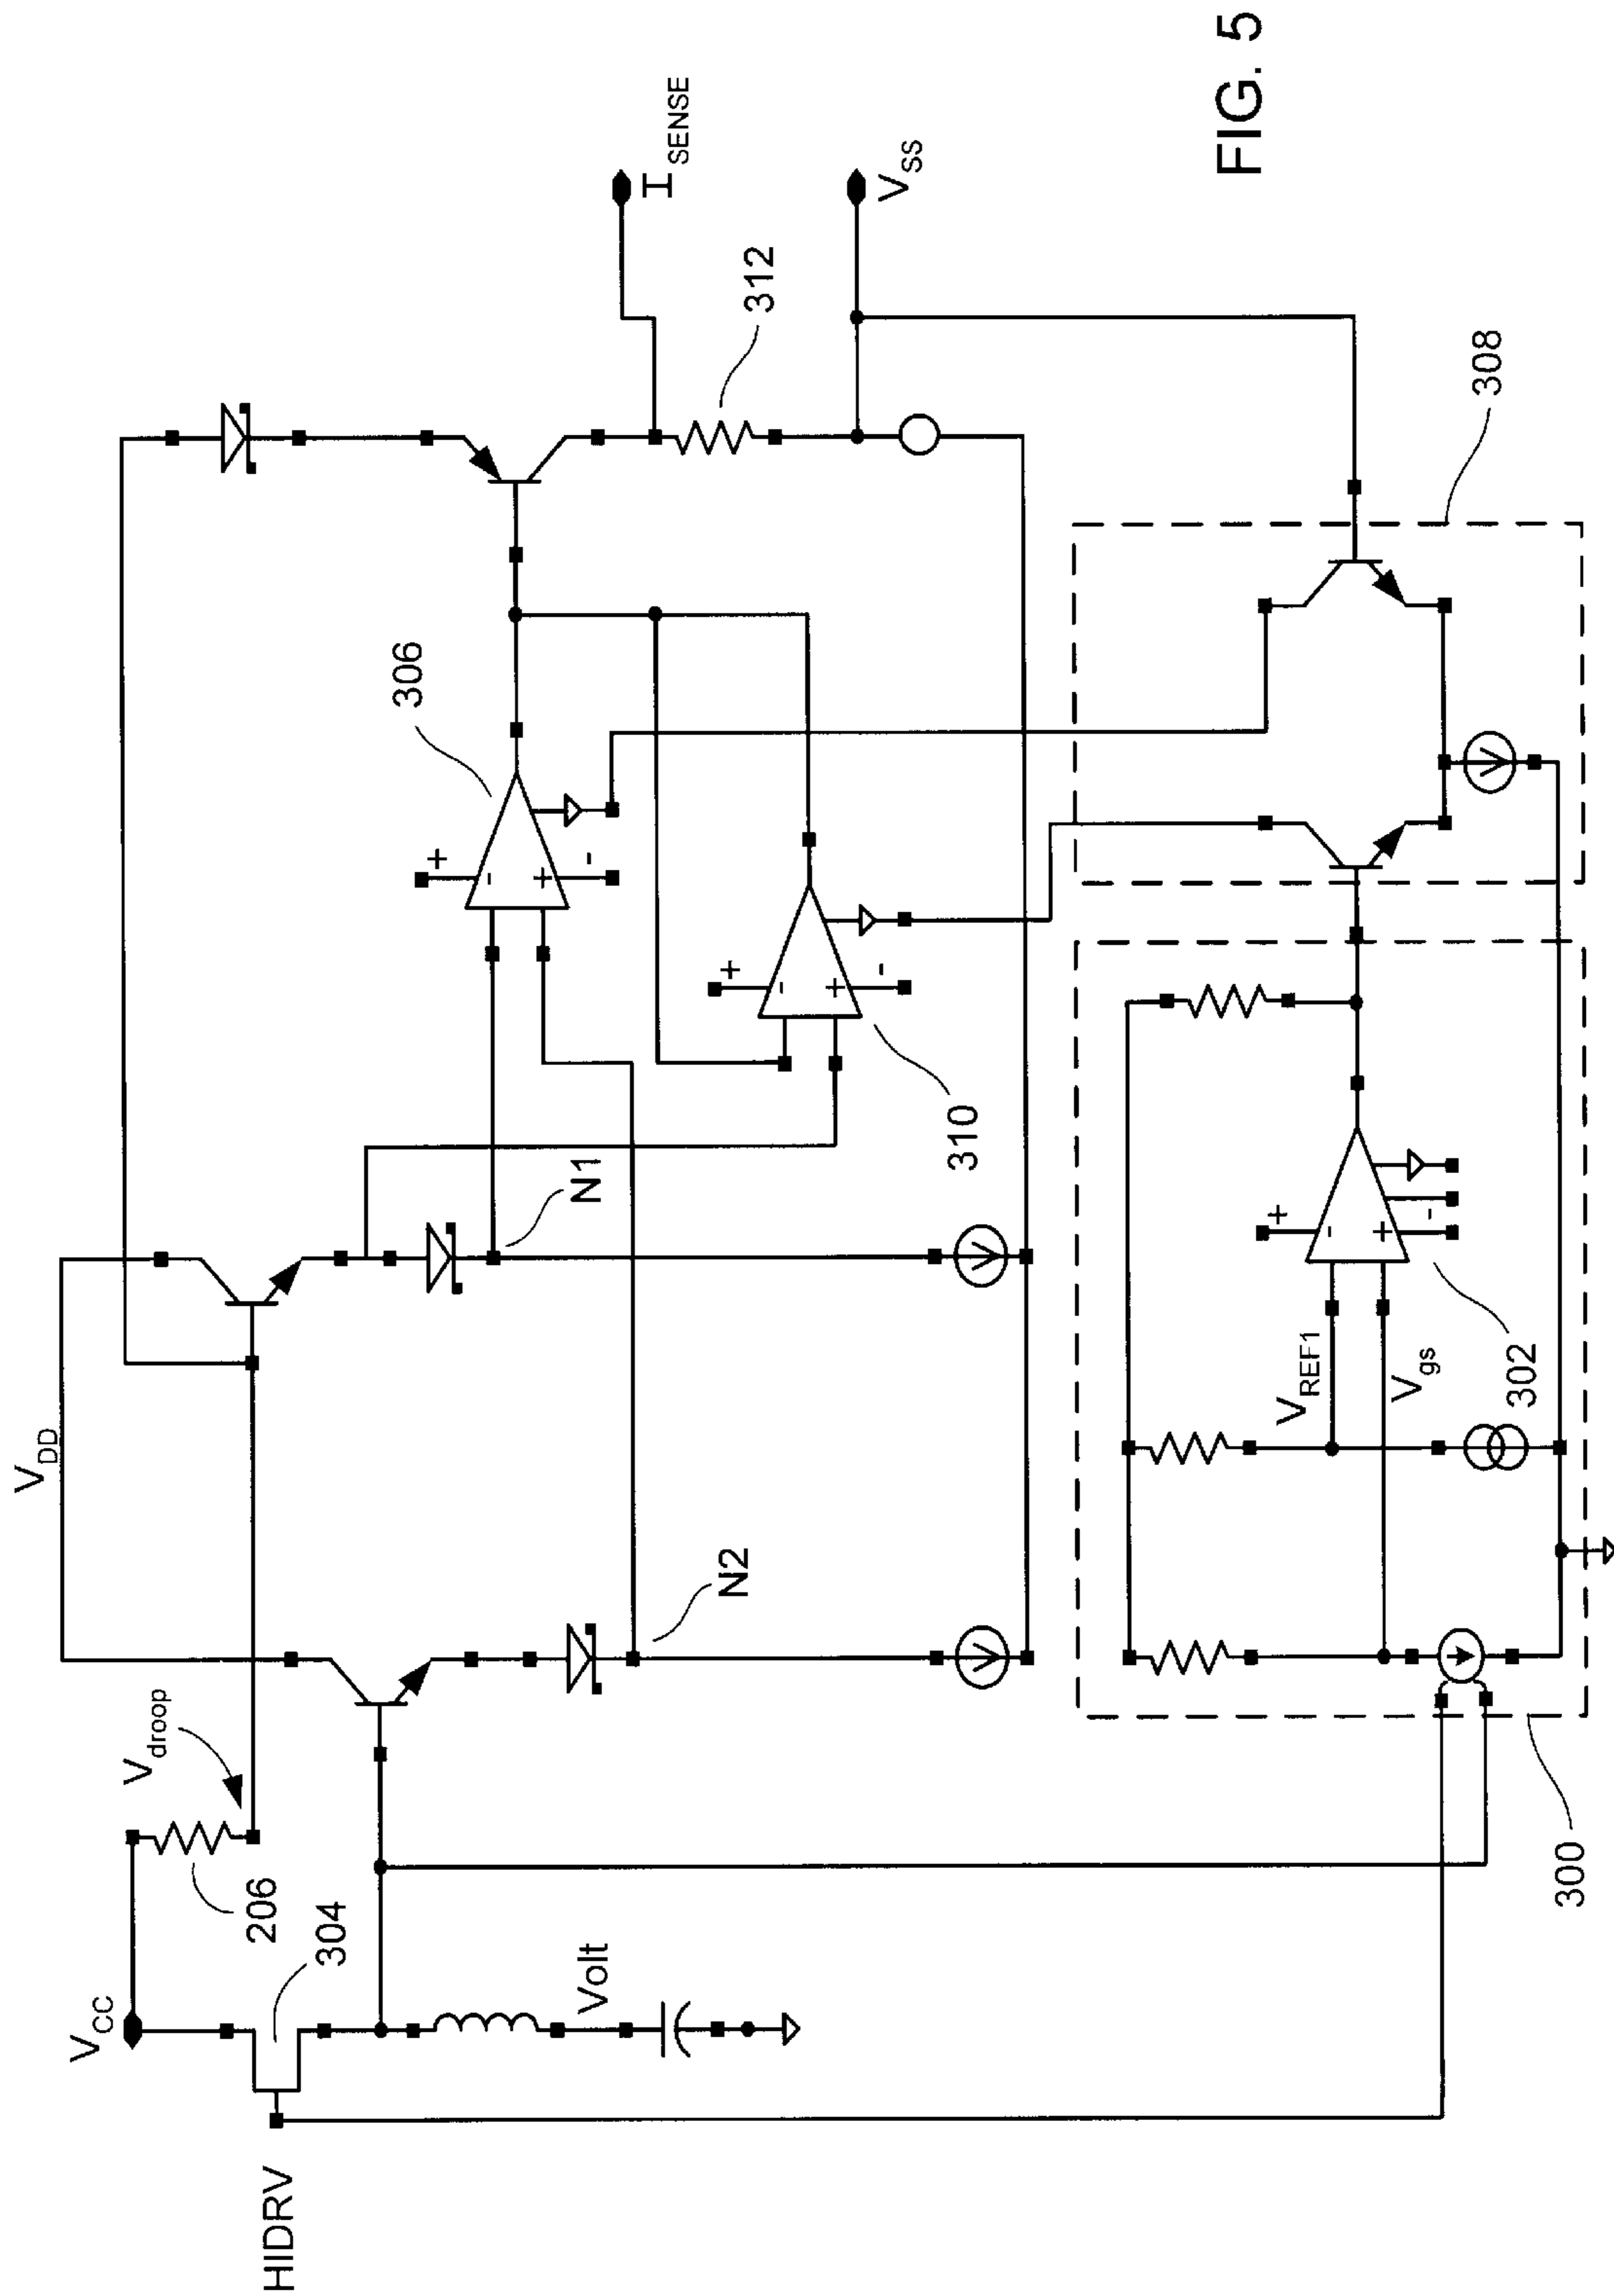 HIDRV
V_CC
304
206
V_droop
V_DD
Volt
N2
N1
306
310
+
-
-
+
+
-
-
+
I_SENSE
312
V_SS
308
300
V_REF1
V_gs
302
+
-
-
+
FIG. 5